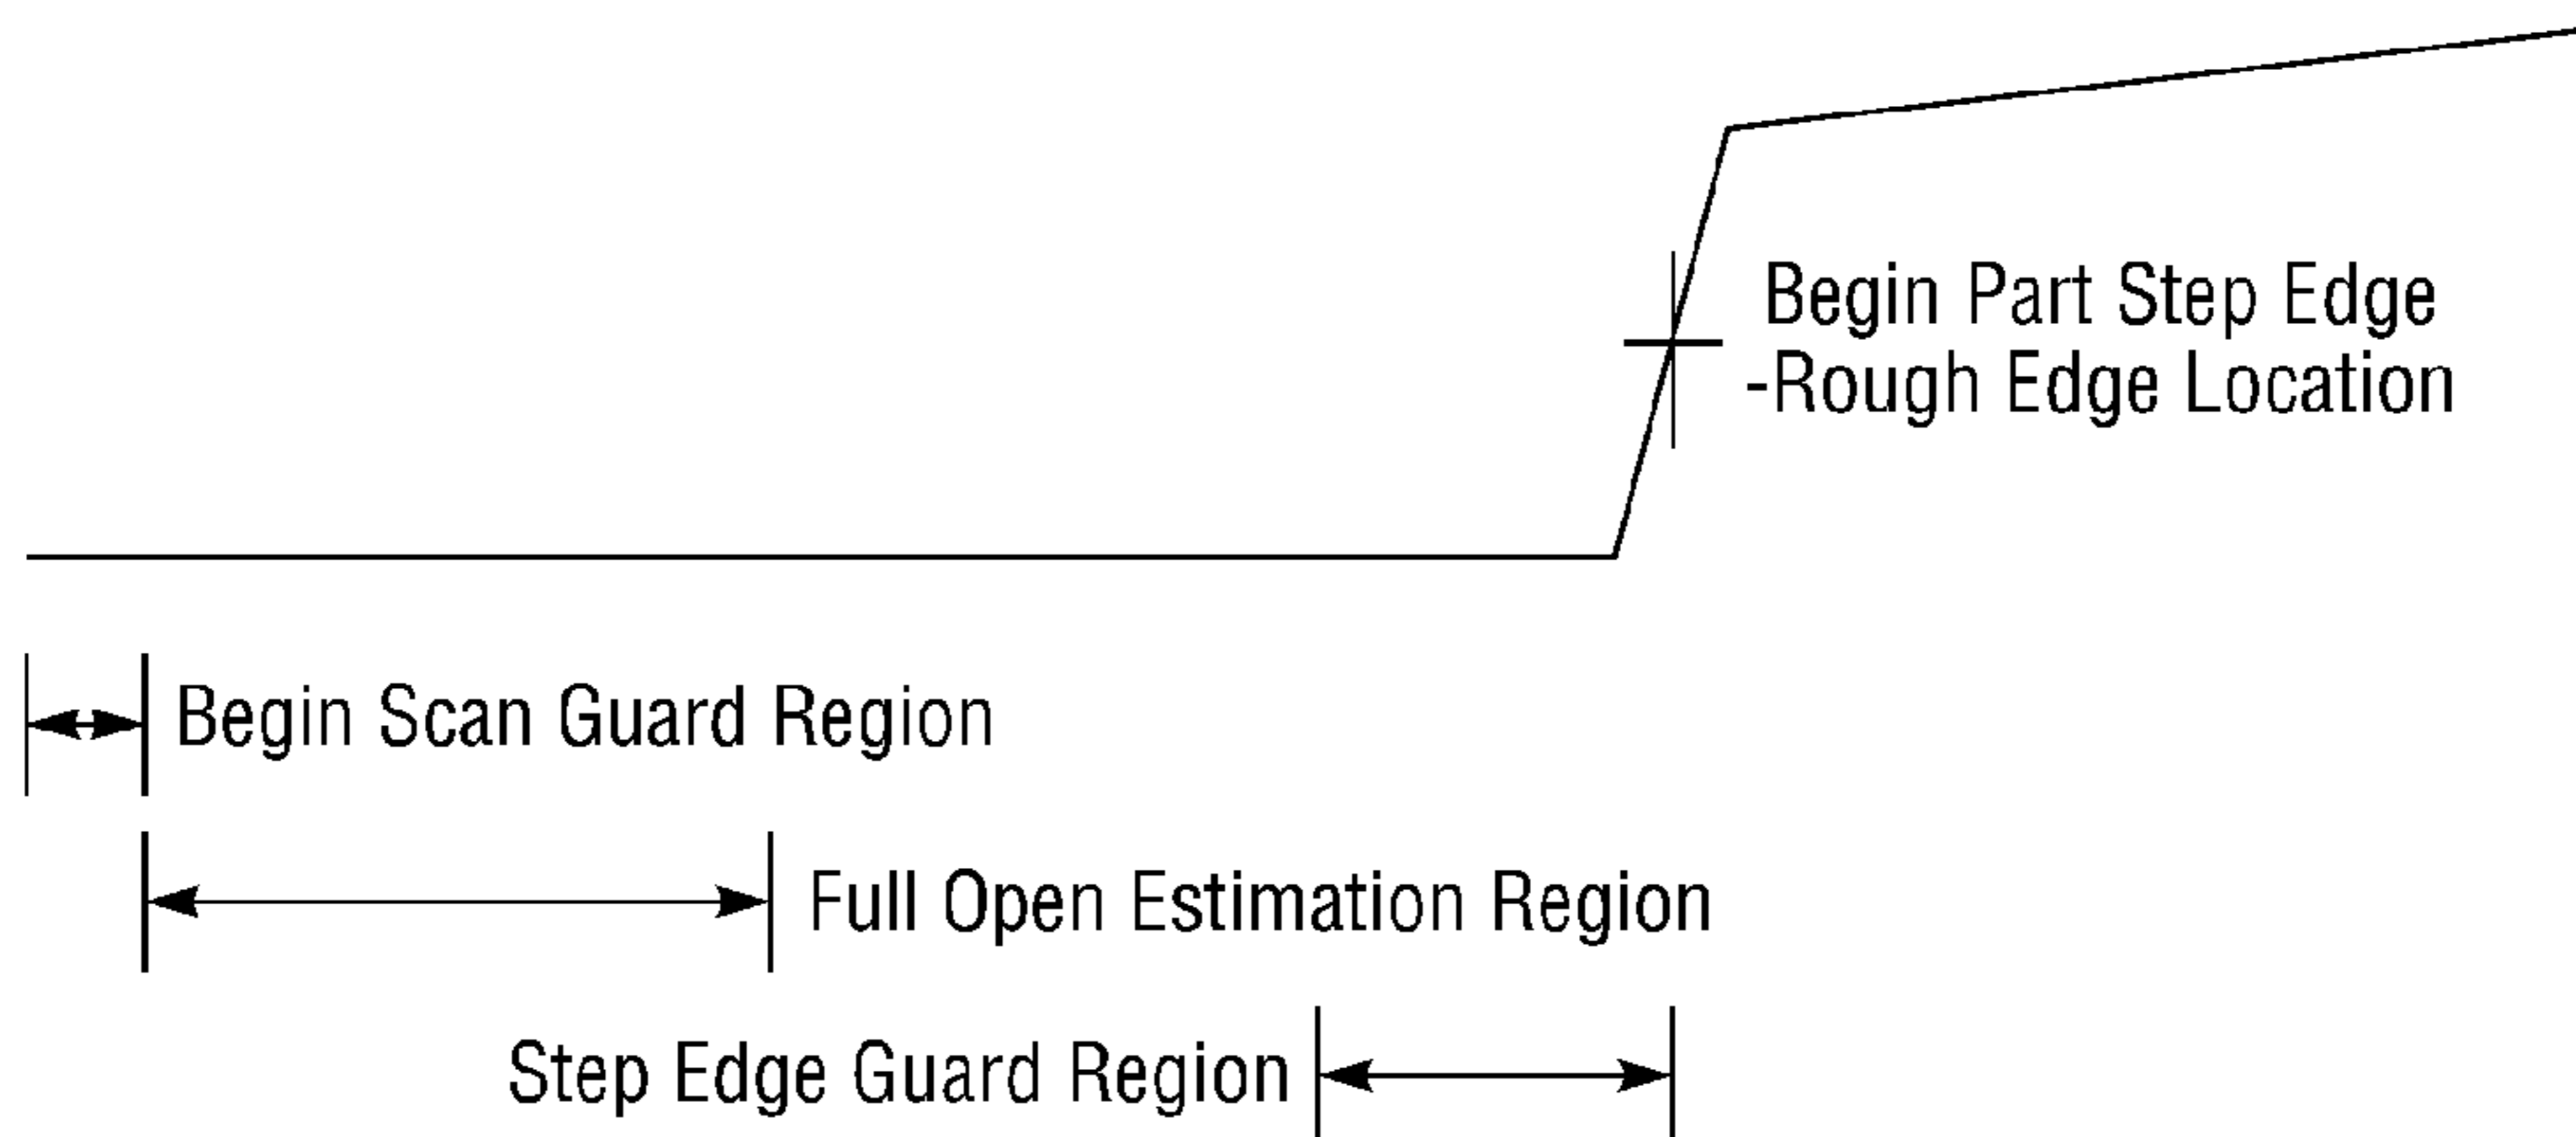 Begin Part Step Edge
-Rough Edge Location
Begin Scan Guard Region
Full Open Estimation Region
Step Edge Guard Region